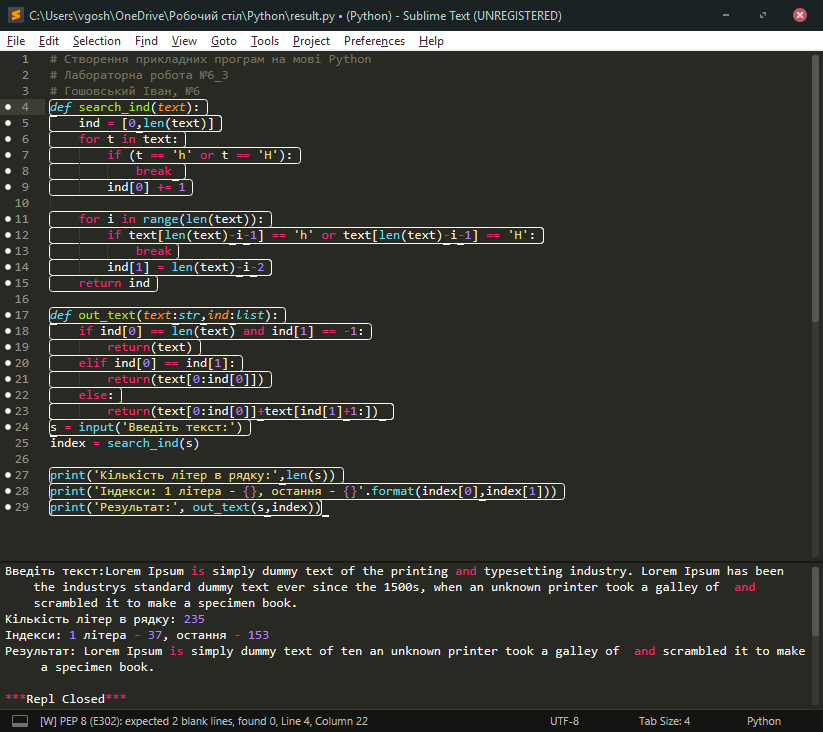 C:\Users\vgosh\OneDrive\Робочий стіл\Python\result.py • (Python) - Sublime Text (UNREGISTERED)
File Edit Selection Find View Goto Tools Project Preferences Help
1 # Створення прикладних програм на мові Python
2 # Лабораторна робота №6_3
3 # Гошовський Іван, №6
4 def search_ind(text):
5     ind = [0,len(text)]
6     for t in text:
7         if (t == 'h' or t == 'H'):
8             break
9         ind[0] += 1
10
11     for i in range(len(text)):
12         if text[len(text)-i-1] == 'h' or text[len(text)-i-1] == 'H':
13             break
14         ind[1] = len(text)-i-2
15     return ind
16
17 def out_text(text:str,ind:list):
18     if ind[0] == len(text) and ind[1] == -1:
19         return(text)
20     elif ind[0] == ind[1]:
21         return(text[0:ind[0]])
22     else:
23         return(text[0:ind[0]]+text[ind[1]+1:])
24 s = input('Введіть текст:')
25 index = search_ind(s)
26
27 print('Кількість літер в рядку:',len(s))
28 print('Індекси: 1 літера - {}, остання - {}'.format(index[0],index[1]))
29 print('Результат:', out_text(s,index))
Введіть текст:Lorem Ipsum is simply dummy text of the printing and typesetting industry. Lorem Ipsum has been
the industrys standard dummy text ever since the 1500s, when an unknown printer took a galley of  and
scrambled it to make a specimen book.
Кількість літер в рядку: 235
Індекси: 1 літера - 37, остання - 153
Результат: Lorem Ipsum is simply dummy text of ten an unknown printer took a galley of  and scrambled it to make
a specimen book.
***Repl Closed***
[W] PEP 8 (E302): expected 2 blank lines, found 0, Line 4, Column 22 UTF-8 Tab Size: 4 Python